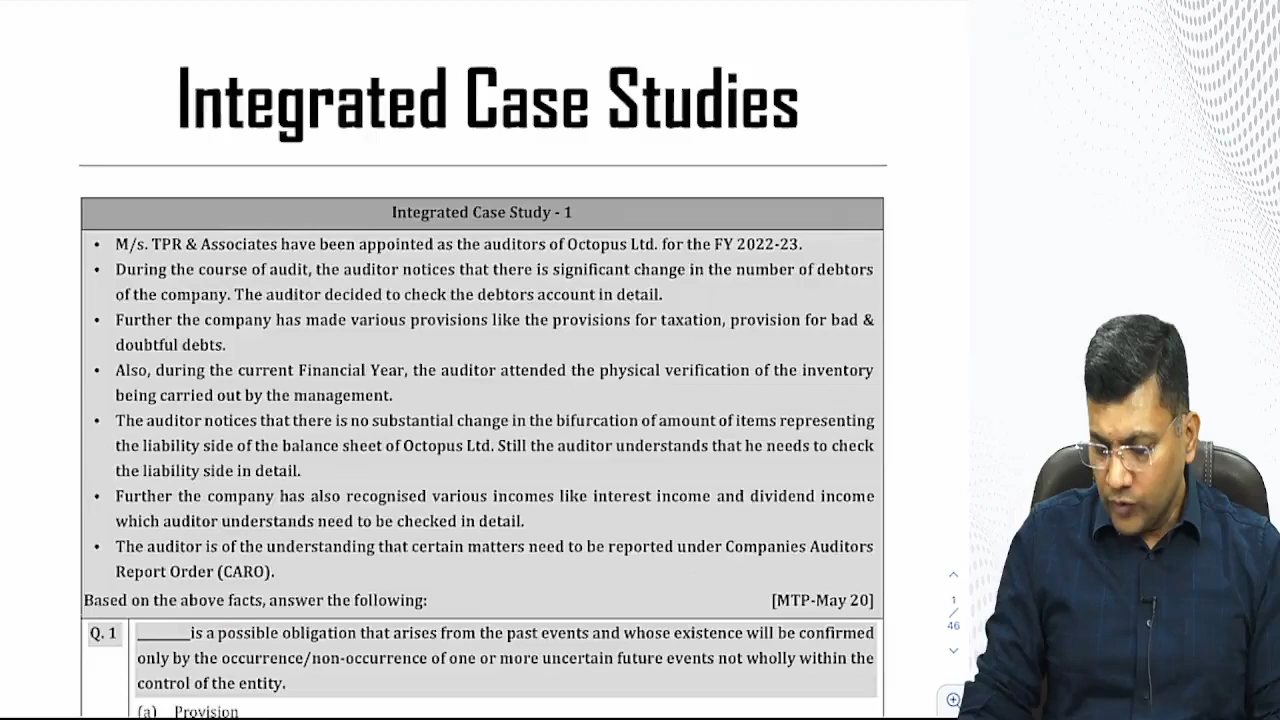 Integrated Case Studies
Integrated Case Study - 1
• M/s. TPR & Associates have been appointed as the auditors of Octopus Ltd. for the FY 2022-23.
• During the course of audit, the auditor notices that there is significant change in the number of debtors
of the company. The auditor decided to check the debtors account in detail.
• Further the company has made various provisions like the provisions for taxation, provision for bad &
doubtful debts.
• Also, during the current Financial Year, the auditor attended the physical verification of the inventory
being carried out by the management.
• The auditor notices that there is no substantial change in the bifurcation of amount of items representing
the liability side of the balance sheet of Octopus Ltd. Still the auditor understands that he needs to check
the liability side in detail.
• Further the company has also recognised various incomes like interest income and dividend income
which auditor understands need to be checked in detail.
• The auditor is of the understanding that certain matters need to be reported under Companies Auditors
Report Order (CARO).
Based on the above facts, answer the following: [MTP-May 20]
Q. 1 ______is a possible obligation that arises from the past events and whose existence will be confirmed
only by the occurrence/non-occurrence of one or more uncertain future events not wholly within the
control of the entity.
(a) Provision
1
/
46